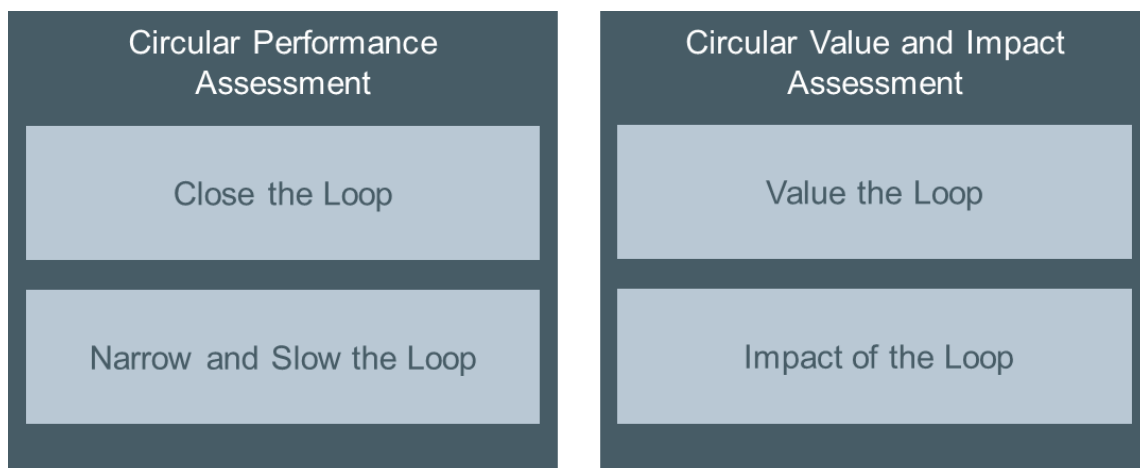 Circular Performance
Assessment
Close the Loop
Narrow and Slow the Loop
Circular Value and Impact
Assessment
Value the Loop
Impact of the Loop